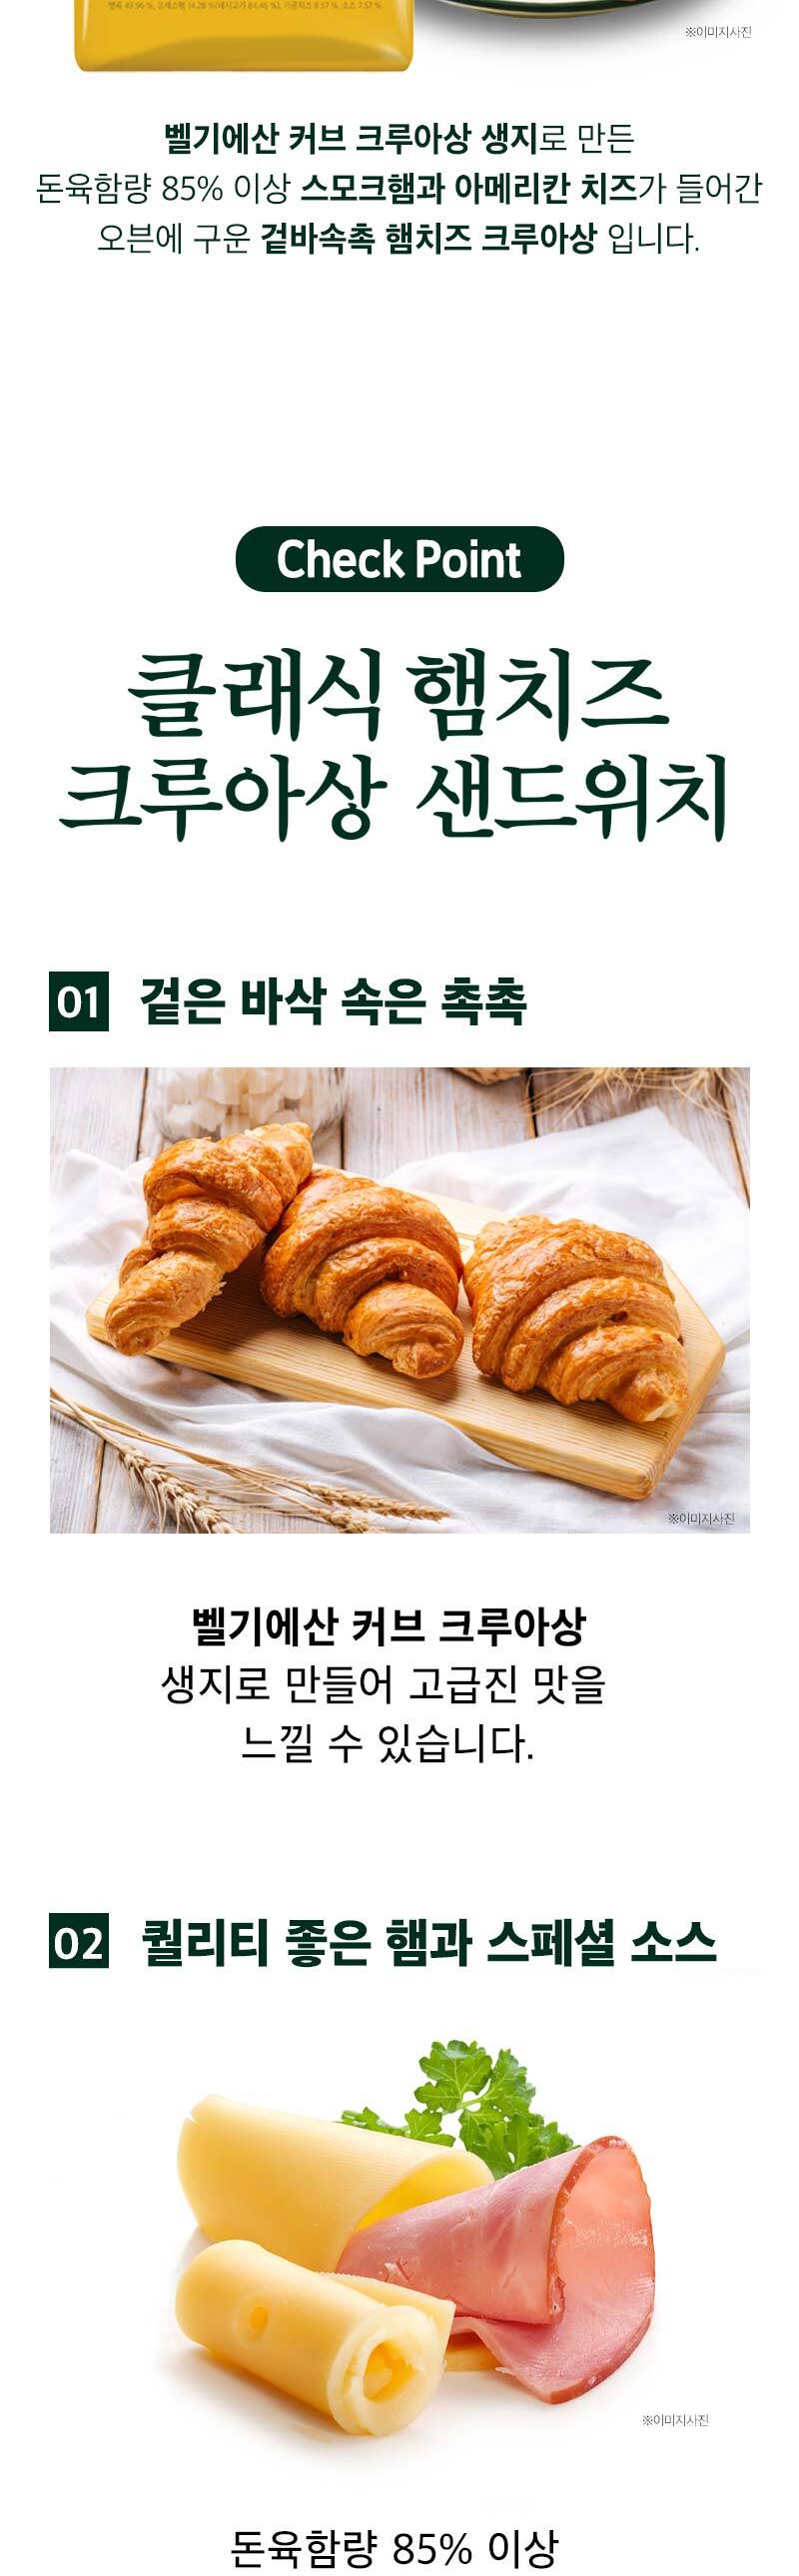 ※이미지사진
벨기에산 커브 크루아상 생지로 만든
돈육함량 85% 이상 스모크햄과 아메리칸 치즈가 들어간
오븐에 구운 겉바속촉 햄치즈 크루아상 입니다.
Check Point
클래식 햄치즈
크루아상 샌드위치
01 겉은 바삭 속은 촉촉
※이미지사진
벨기에산 커브 크루아상
생지로 만들어 고급진 맛을
느낄 수 있습니다.
02 퀄리티 좋은 햄과 스페셜 소스
※이미지사진
돈육함량 85% 이상